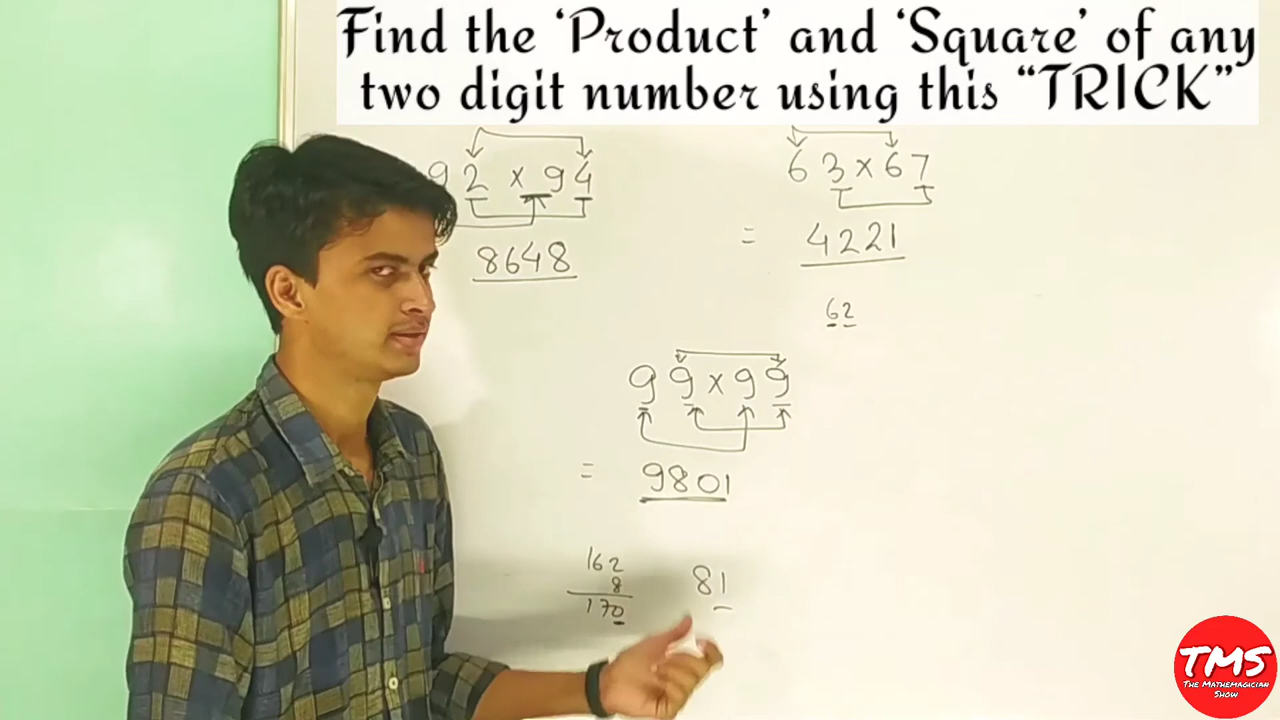 Find the ‘Product’ and ‘Square’ of any
two digit number using this “TRICK”
92 x 94
8648
63 x 67
= 4221
62
99 x 99
= 9801
162
8
170
81
TMS
THE MATHEMAGICIAN
SHOW